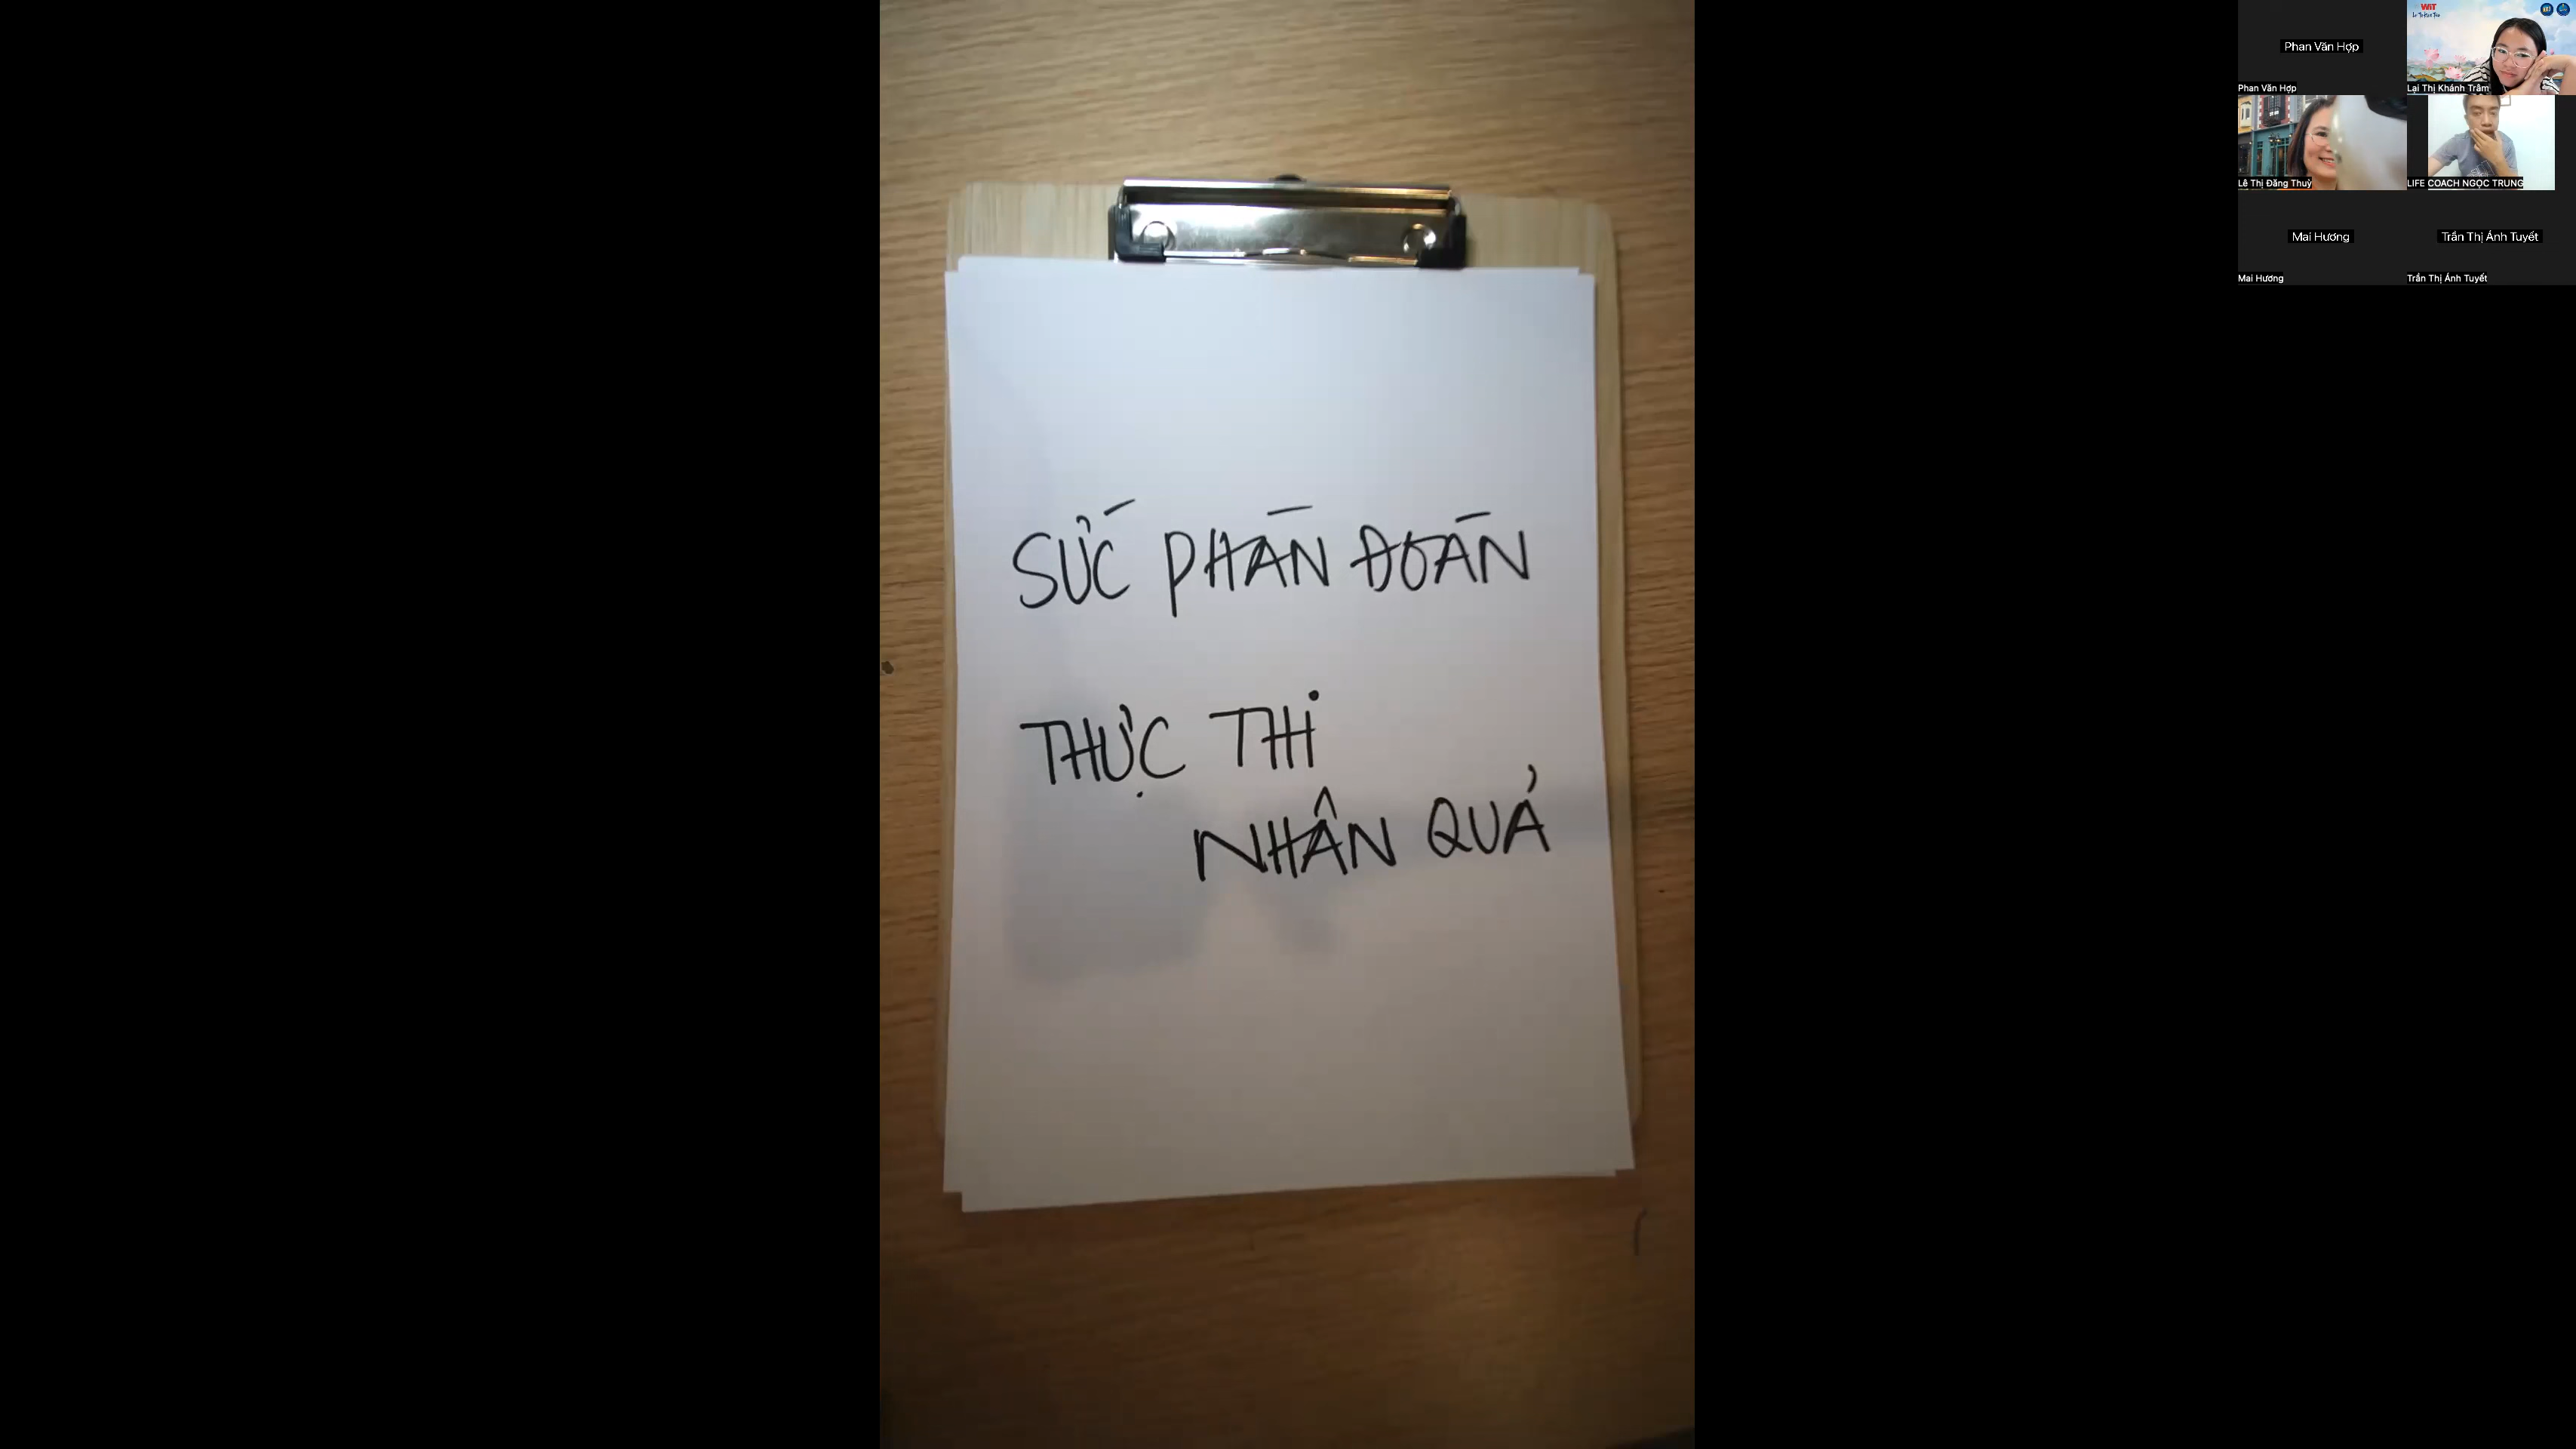 SỨC PHÁN ĐOÁN
THỰC THI
NHÂN QUẢ
Phan Văn Hợp
Phan Văn Hợp
WiT
Lại Thị Khánh Trâm
Lê Thị Đăng Thuỷ
LIFE COACH NGỌC TRUNG
Mai Hương
Mai Hương
Trần Thị Ánh Tuyết
Trần Thị Ánh Tuyết